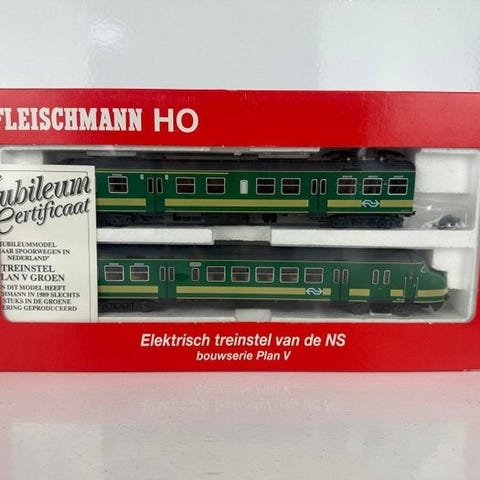 FLEISCHMANN HO
Jubileum
Certificaat
JUBILEUMMODEL
JAAR SPOORWEGEN IN
NEDERLAND"
TREINSTEL
PLAN V GROEN
N DIT MODEL HEEFT
CHMANN IN 1989 SLECHTS
STUKS IN DE GROENE
ERING GEPRODUCEERD
Elektrisch treinstel van de NS
bouwserie Plan V